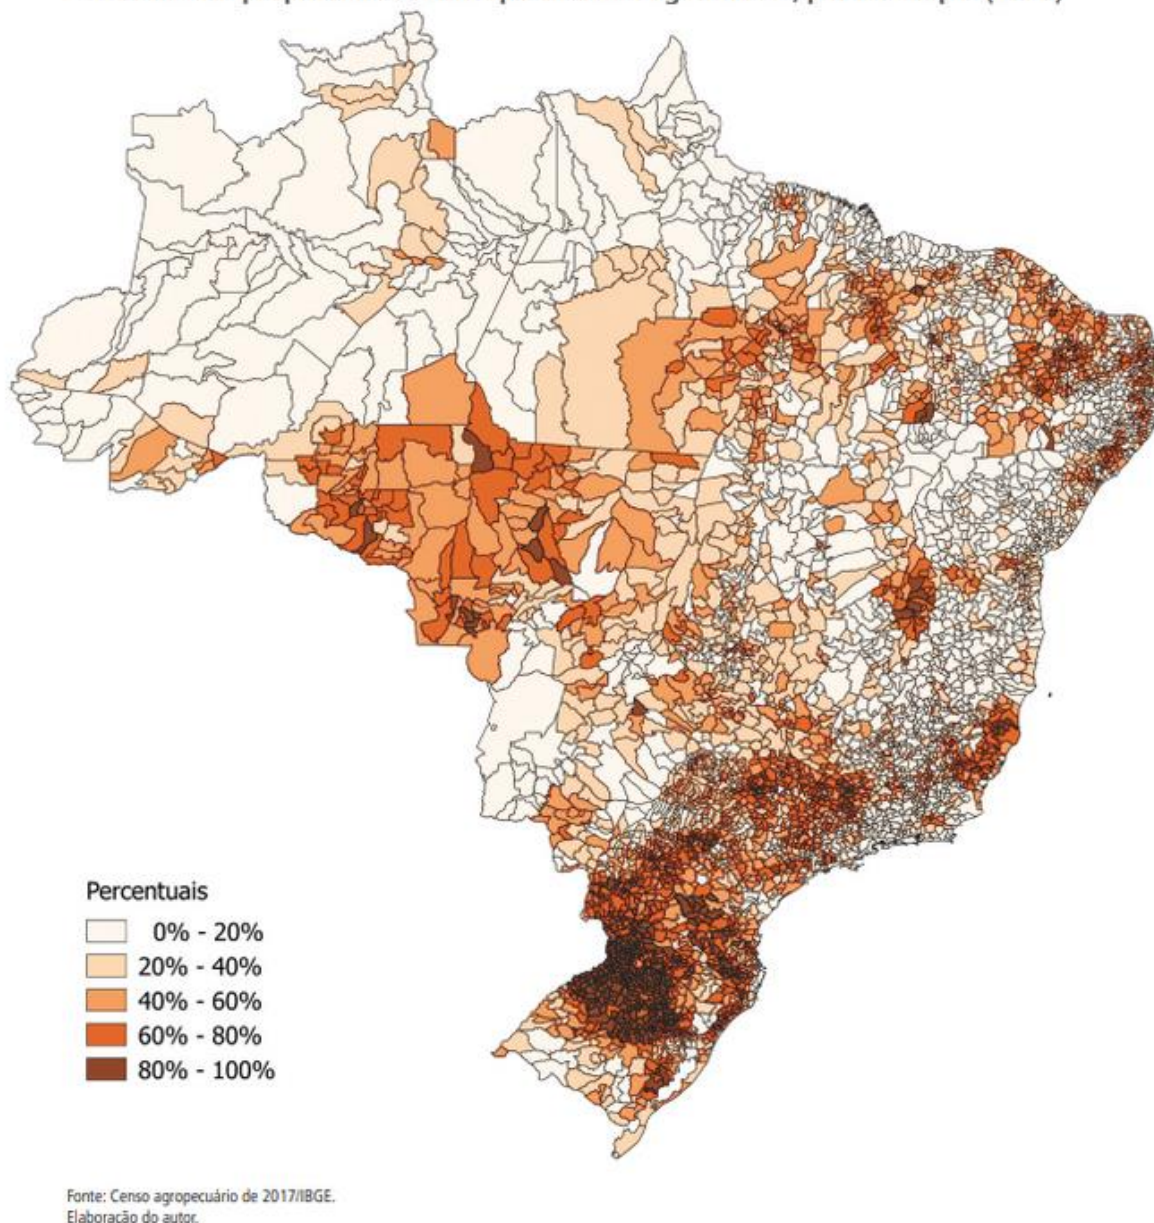 Percentuais
0% - 20%
20% - 40%
40% - 60%
60% - 80%
80% - 100%
Fonte: Censo agropecuário de 2017/IBGE.
Elaboração do autor.